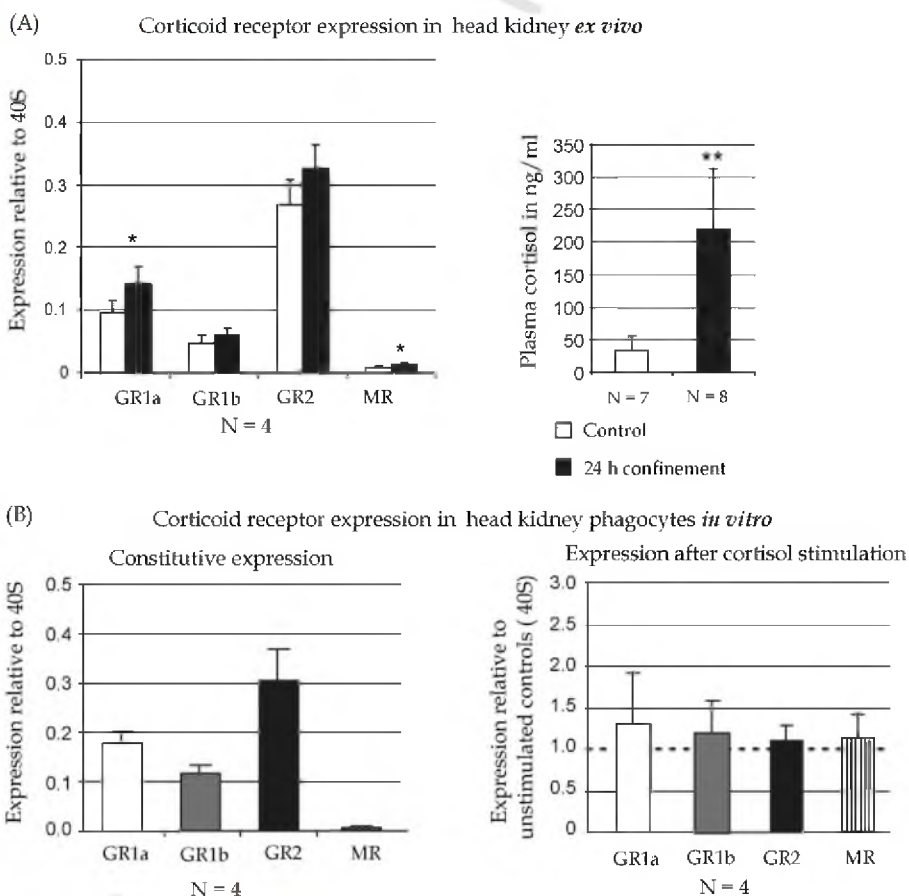 (A) Corticoid receptor expression in head kidney ex vivo
Expression relative to 40S
0.5
0.4
0.3
0.2
0.1
0
*
*
GR1a GR1b GR2 MR
N = 4
Plasma cortisol in ng/ml
350
300
250
200
150
100
50
0
**
N = 7 N = 8
Control
24 h confinement
(B) Corticoid receptor expression in head kidney phagocytes in vitro
Constitutive expression
Expression relative to 40S
0.5
0.4
0.3
0.2
0.1
0.0
GR1a GR1b GR2 MR
N = 4
Expression after cortisol stimulation
Expression relative to
unstimulated controls ( 40S)
3.0
2.5
2.0
1.5
1.0
0.5
0
GR1a GR1b GR2 MR
N = 4